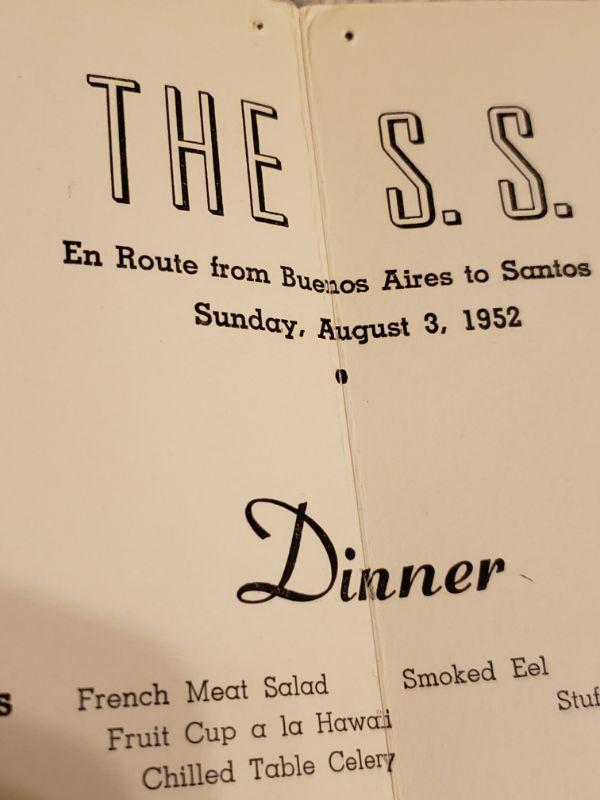 THE S.S.
En Route from Buenos Aires to Santos
Sunday, August 3, 1952
Dinner
French Meat Salad Smoked Eel
Fruit Cup a la Hawaii
Chilled Table Celery